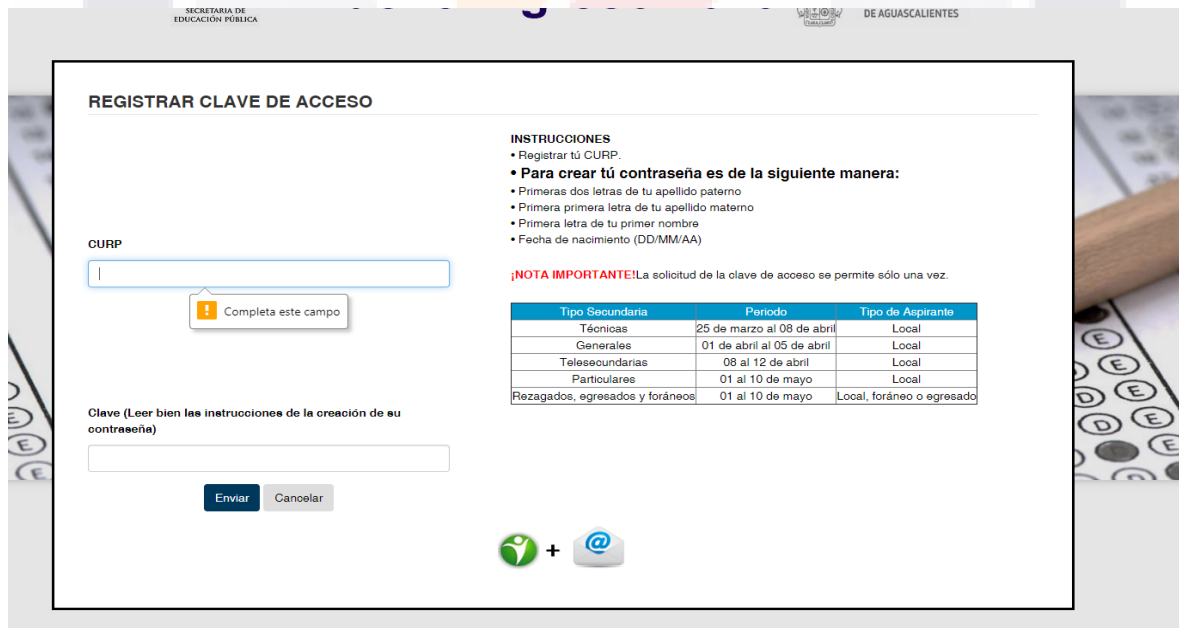 SECRETARÍA DE
EDUCACIÓN PÚBLICA
DE AGUASCALIENTES
REGISTRAR CLAVE DE ACCESO
INSTRUCCIONES
• Registrar tú CURP.
• Para crear tú contraseña es de la siguiente manera:
• Primeras dos letras de tu apellido paterno
• Primera primera letra de tu apellido materno
• Primera letra de tu primer nombre
• Fecha de nacimiento (DD/MM/AA)
¡NOTA IMPORTANTE!La solicitud de la clave de acceso se permite sólo una vez.
CURP
Completa este campo
Tipo Secundaria Periodo Tipo de Aspirante
Técnicas 25 de marzo al 08 de abril Local
Generales 01 de abril al 05 de abril Local
Telesecundarias 08 al 12 de abril Local
Particulares 01 al 10 de mayo Local
Rezagados, egresados y foráneos 01 al 10 de mayo Local, foráneo o egresado
Clave (Leer bien las instrucciones de la creación de su
contraseña)
Enviar Cancelar
+ @